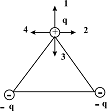 1
q
4 + 2
3
- -
- q - q